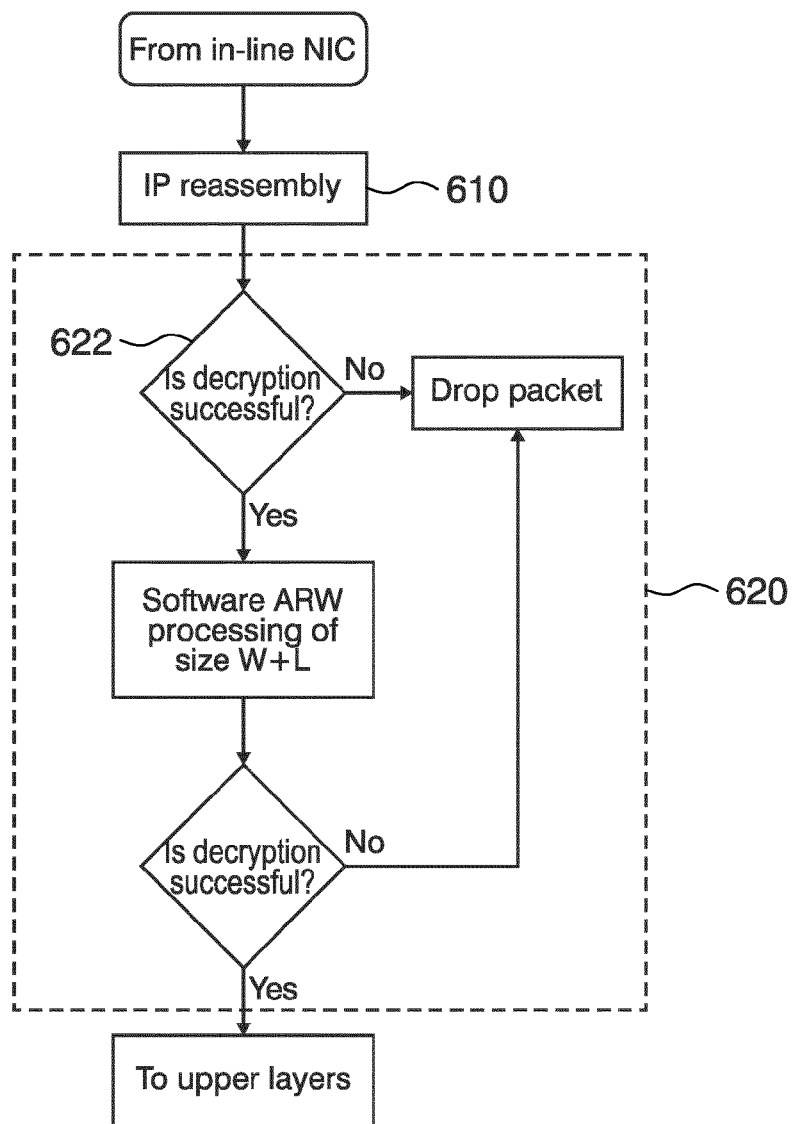 From in-line NIC
IP reassembly
610
622
Is decryption
successful?
No
Drop packet
Yes
Software ARW
processing of
size W+L
620
Is decryption
successful?
No
Yes
To upper layers